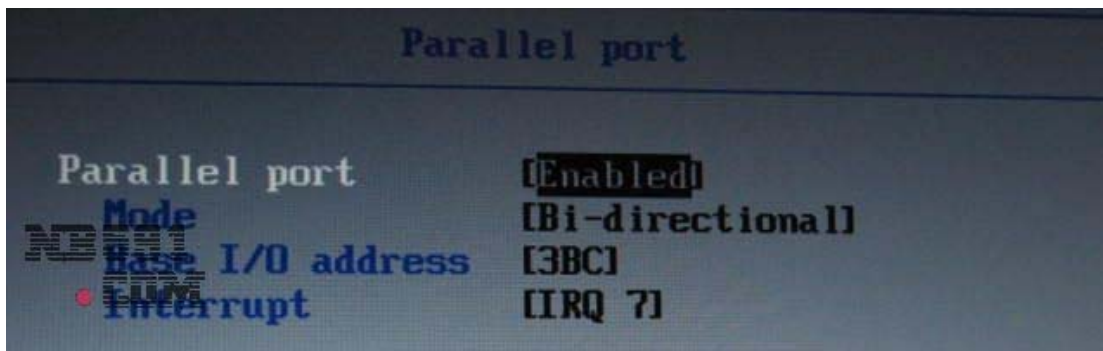 Parallel port
Parallel port [Enabled]
Mode [Bi-directional]
Base I/O address [3BC]
Interrupt [IRQ 7]